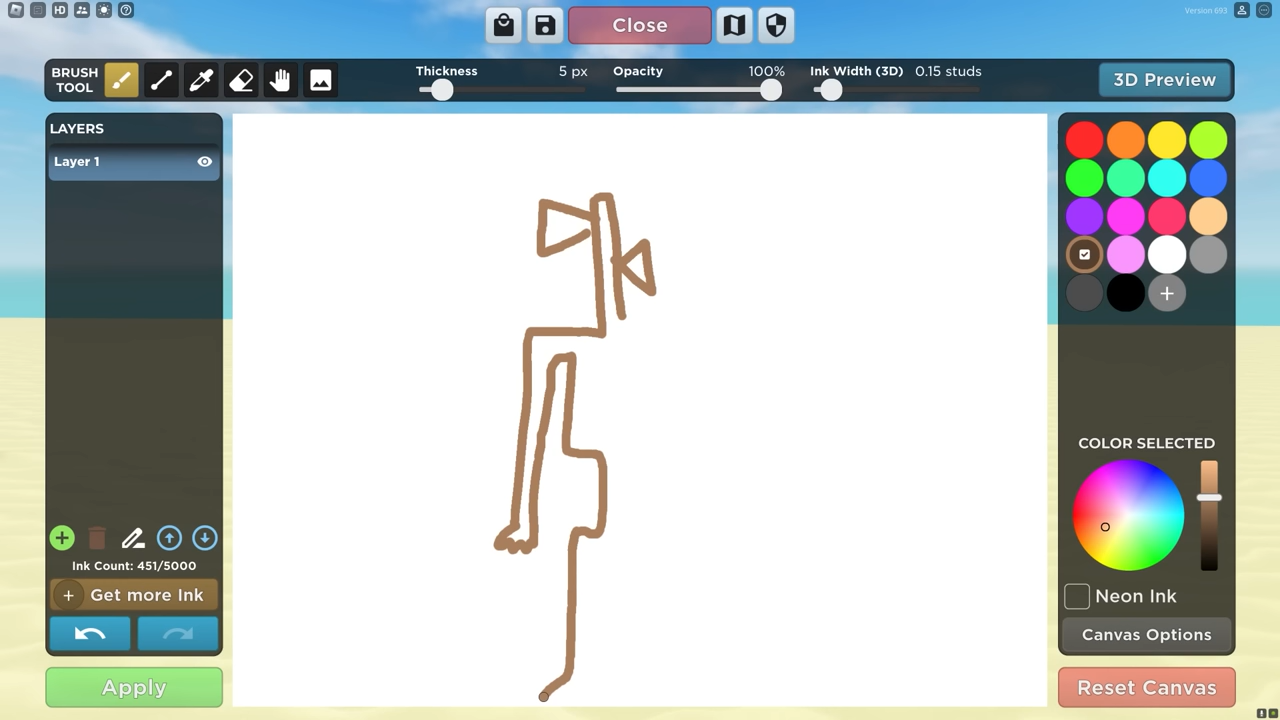 HD
Version 693
Close
BRUSH
TOOL
Thickness 5 px
Opacity 100%
Ink Width (3D) 0.15 studs
3D Preview
LAYERS
Layer 1
COLOR SELECTED
Ink Count: 451/5000
Get more Ink
Neon Ink
Canvas Options
Apply
Reset Canvas